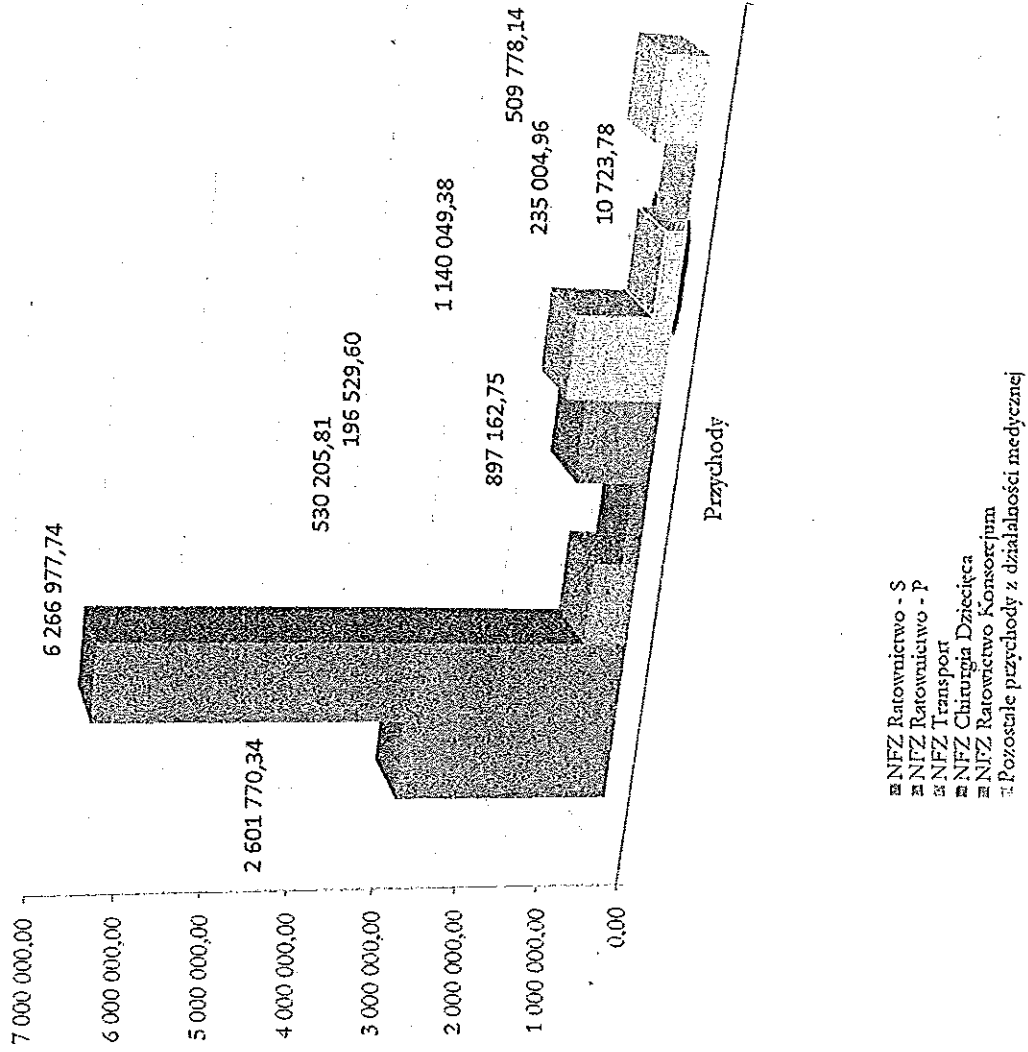 7 000 000,00
6 000 000,00
5 000 000,00
4 000 000,00
3 000 000,00
2 000 000,00
1 000 000,00
0,00
2 601 770,34
6 266 977,74
530 205,81
196 529,60
897 162,75
1 140 049,38
235 004,96
10 723,78
509 778,14
Przychody
NFZ Ratownictwo - S
NFZ Ratownictwo - P
NFZ Transport
NFZ Chirurgia Dziecięca
NFZ Ratowictwo Konsorcjum
Pozostałe przychody z działalności medycznej